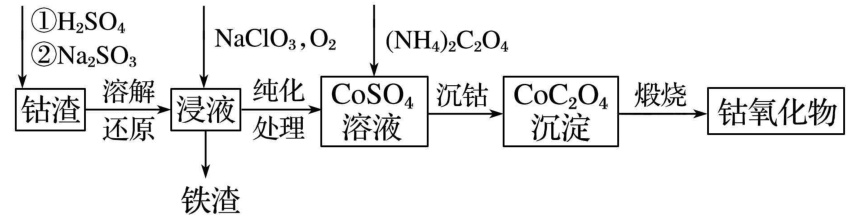 ①H₂SO₄
②Na₂SO₃
NaClO₃,O₂
(NH₄)₂C₂O₄
钴渣
溶解
还原
浸液
纯化
处理
CoSO₄
溶液
沉钴
CoC₂O₄
沉淀
煅烧
钴氧化物
铁渣